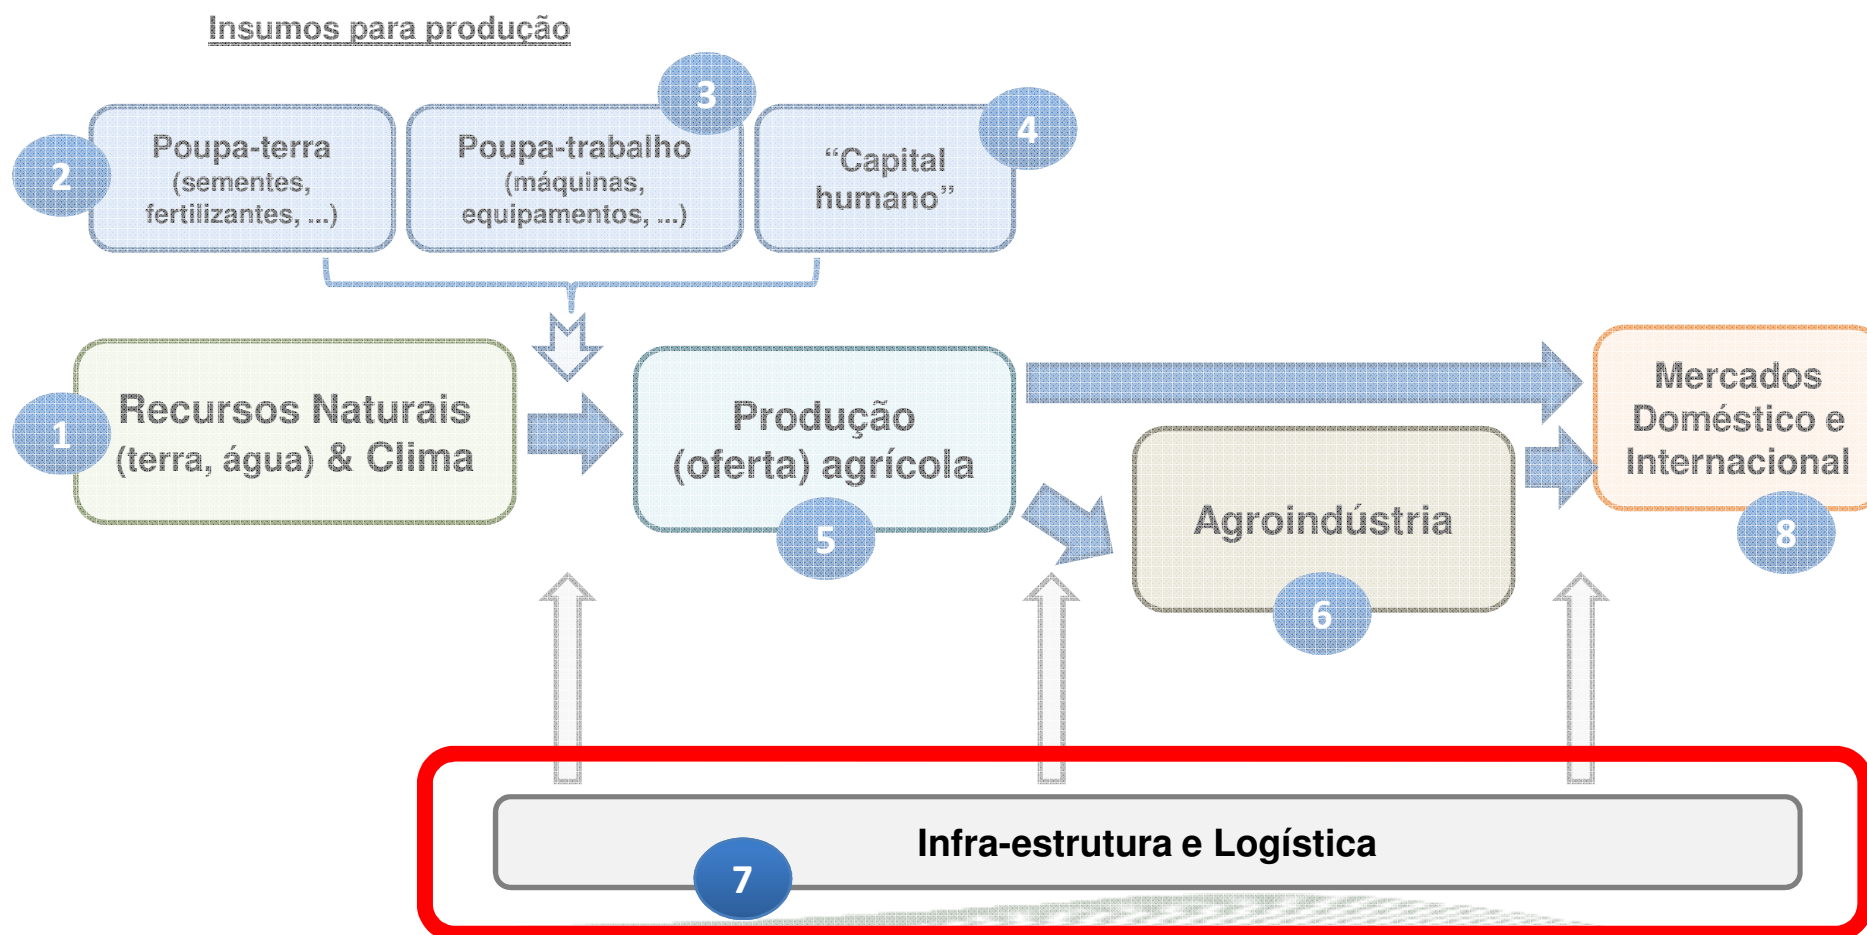 Insumos para produção
3
4
2
Poupa-terra
(sementes,
fertilizantes, ...)
Poupa-trabalho
(máquinas,
equipamentos, ...)
“Capital
humano”
1
Recursos Naturais
(terra, água) & Clima
Produção
(oferta) agrícola
5
Agroindústria
6
Mercados
Doméstico e
Internacional
8
Infra-estrutura e Logística
7